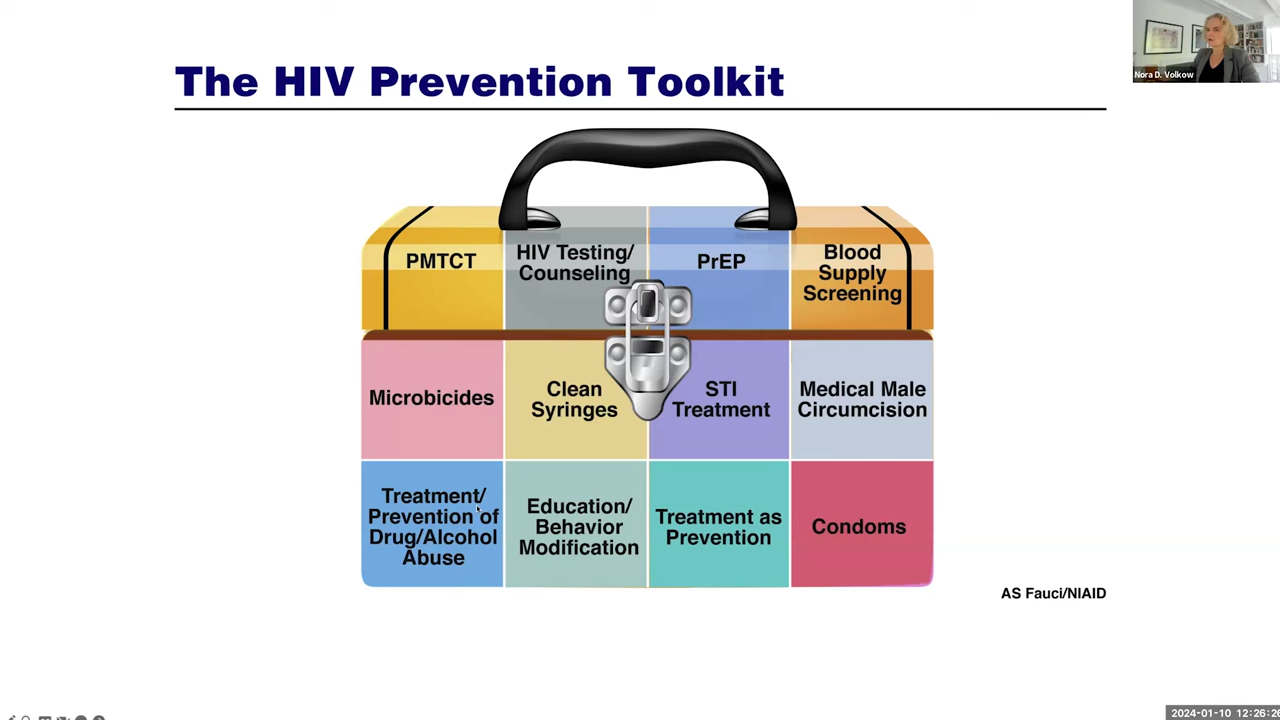 Nora D. Volkow
The HIV Prevention Toolkit
PMTCT
HIV Testing/
Counseling
PrEP
Blood
Supply
Screening
Microbicides
Clean
Syringes
STI
Treatment
Medical Male
Circumcision
Treatment/
Prevention of
Drug/Alcohol
Abuse
Education/
Behavior
Modification
Treatment as
Prevention
Condoms
AS Fauci/NIAID
2024-01-10 12:26:26